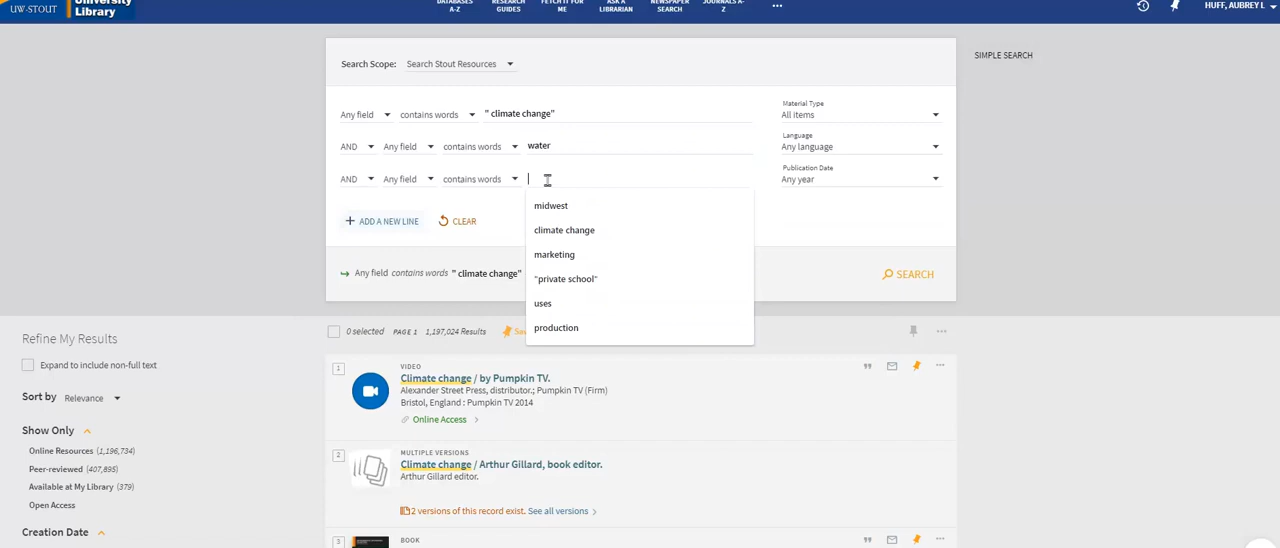 UW-STOUT University Library
DATABASES A-Z
RESEARCH GUIDES
FETCH IT FOR ME
ASK A LIBRARIAN
NEWSPAPER SEARCH
JOURNALS A-Z
HUFF, AUBREY L
Search Scope: Search Stout Resources
SIMPLE SEARCH
Any field contains words " climate change"
AND Any field contains words water
AND Any field contains words
Material Type
All items
Language
Any language
Publication Date
Any year
midwest
climate change
marketing
"private school"
uses
production
+ ADD A NEW LINE CLEAR
Any field contains words " climate change"
SEARCH
Refine My Results
Expand to include non-full text
Sort by Relevance
Show Only
Online Resources (1,196,734)
Peer-reviewed (407,895)
Available at My Library (379)
Open Access
Creation Date
0 selected PAGE 1 1,197,024 Results
1
VIDEO
Climate change / by Pumpkin TV.
Alexander Street Press, distributor.; Pumpkin TV (Firm)
Bristol, England : Pumpkin TV 2014
Online Access
2
MULTIPLE VERSIONS
Climate change / Arthur Gillard, book editor.
Arthur Gillard editor.
2 versions of this record exist. See all versions
3
BOOK